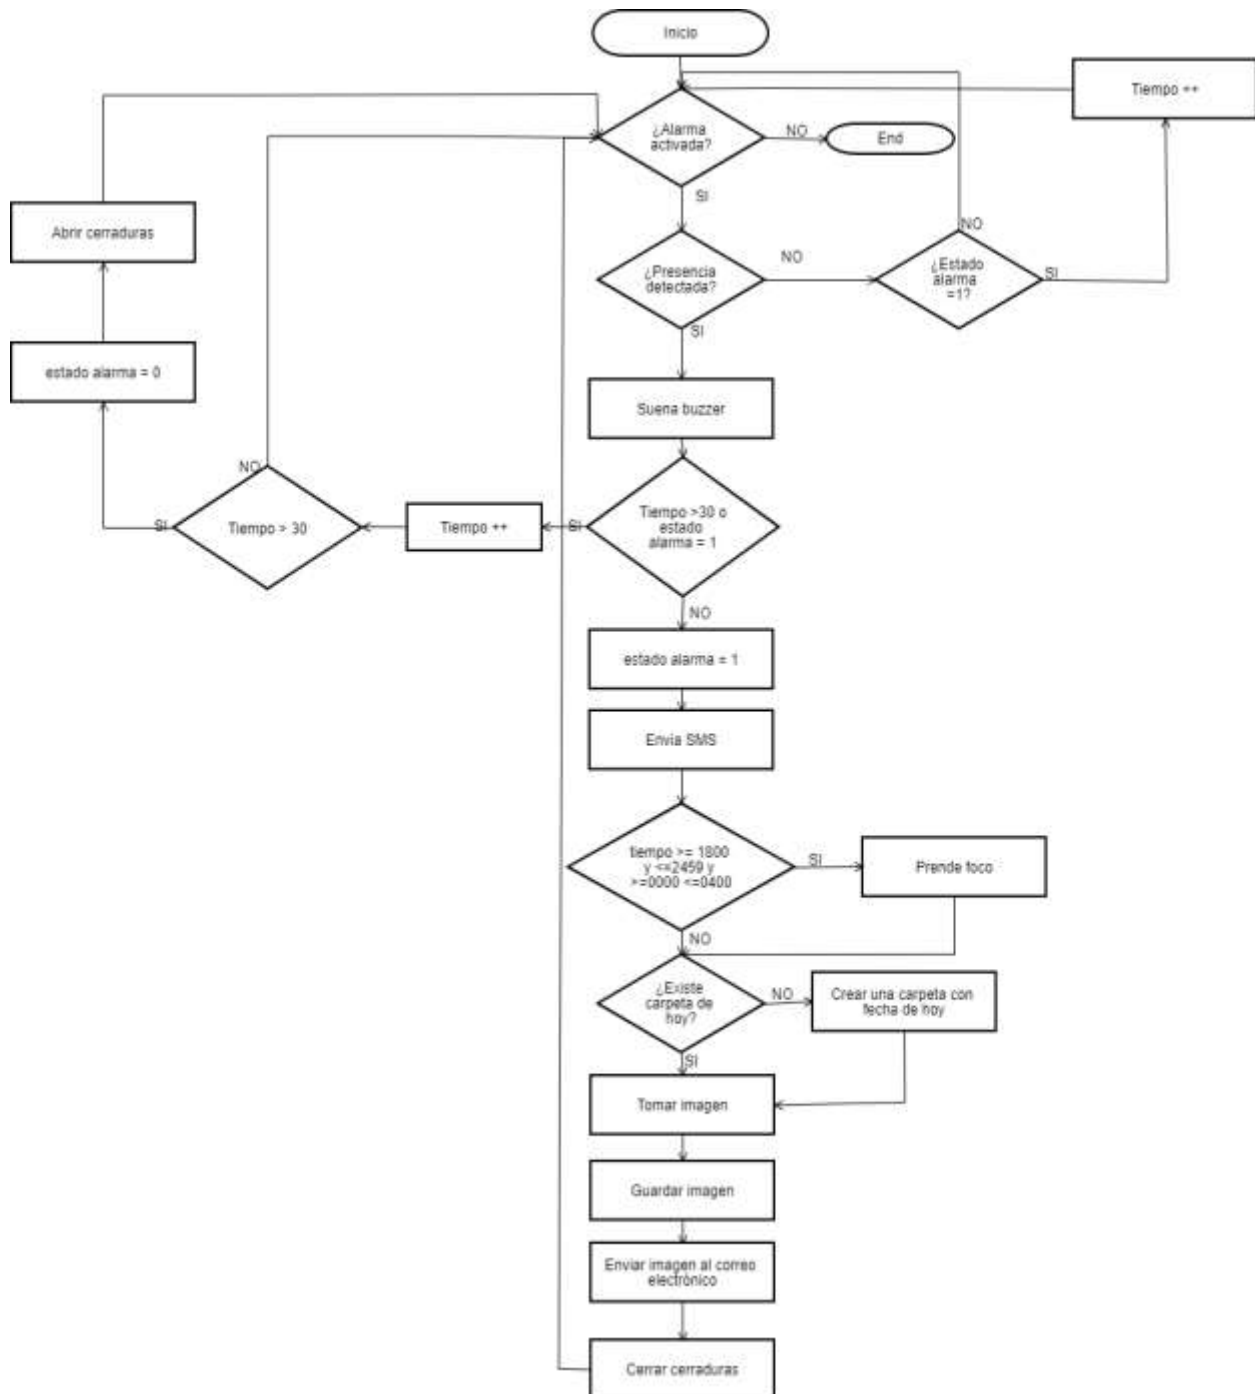 Inicio
Tiempo ++
¿Alarma
activada?
NO
End
SI
Abrir cerraduras
NO
¿Presencia
detectada?
NO
¿Estado
alarma
=1?
SI
SI
estado alarma = 0
Suena buzzer
NO
Tiempo >30 o
estado
alarma = 1
SI
Tiempo ++
SI
Tiempo > 30
SI
NO
estado alarma = 1
Envia SMS
tiempo >= 1800
y <=2459 y
>=0000 <=0400
SI
Prende foco
NO
¿Existe
carpeta de
hoy?
NO
Crear una carpeta con
fecha de hoy
SI
Tomar imagen
Guardar imagen
Enviar imagen al correo
electrónico
Cerrar cerraduras